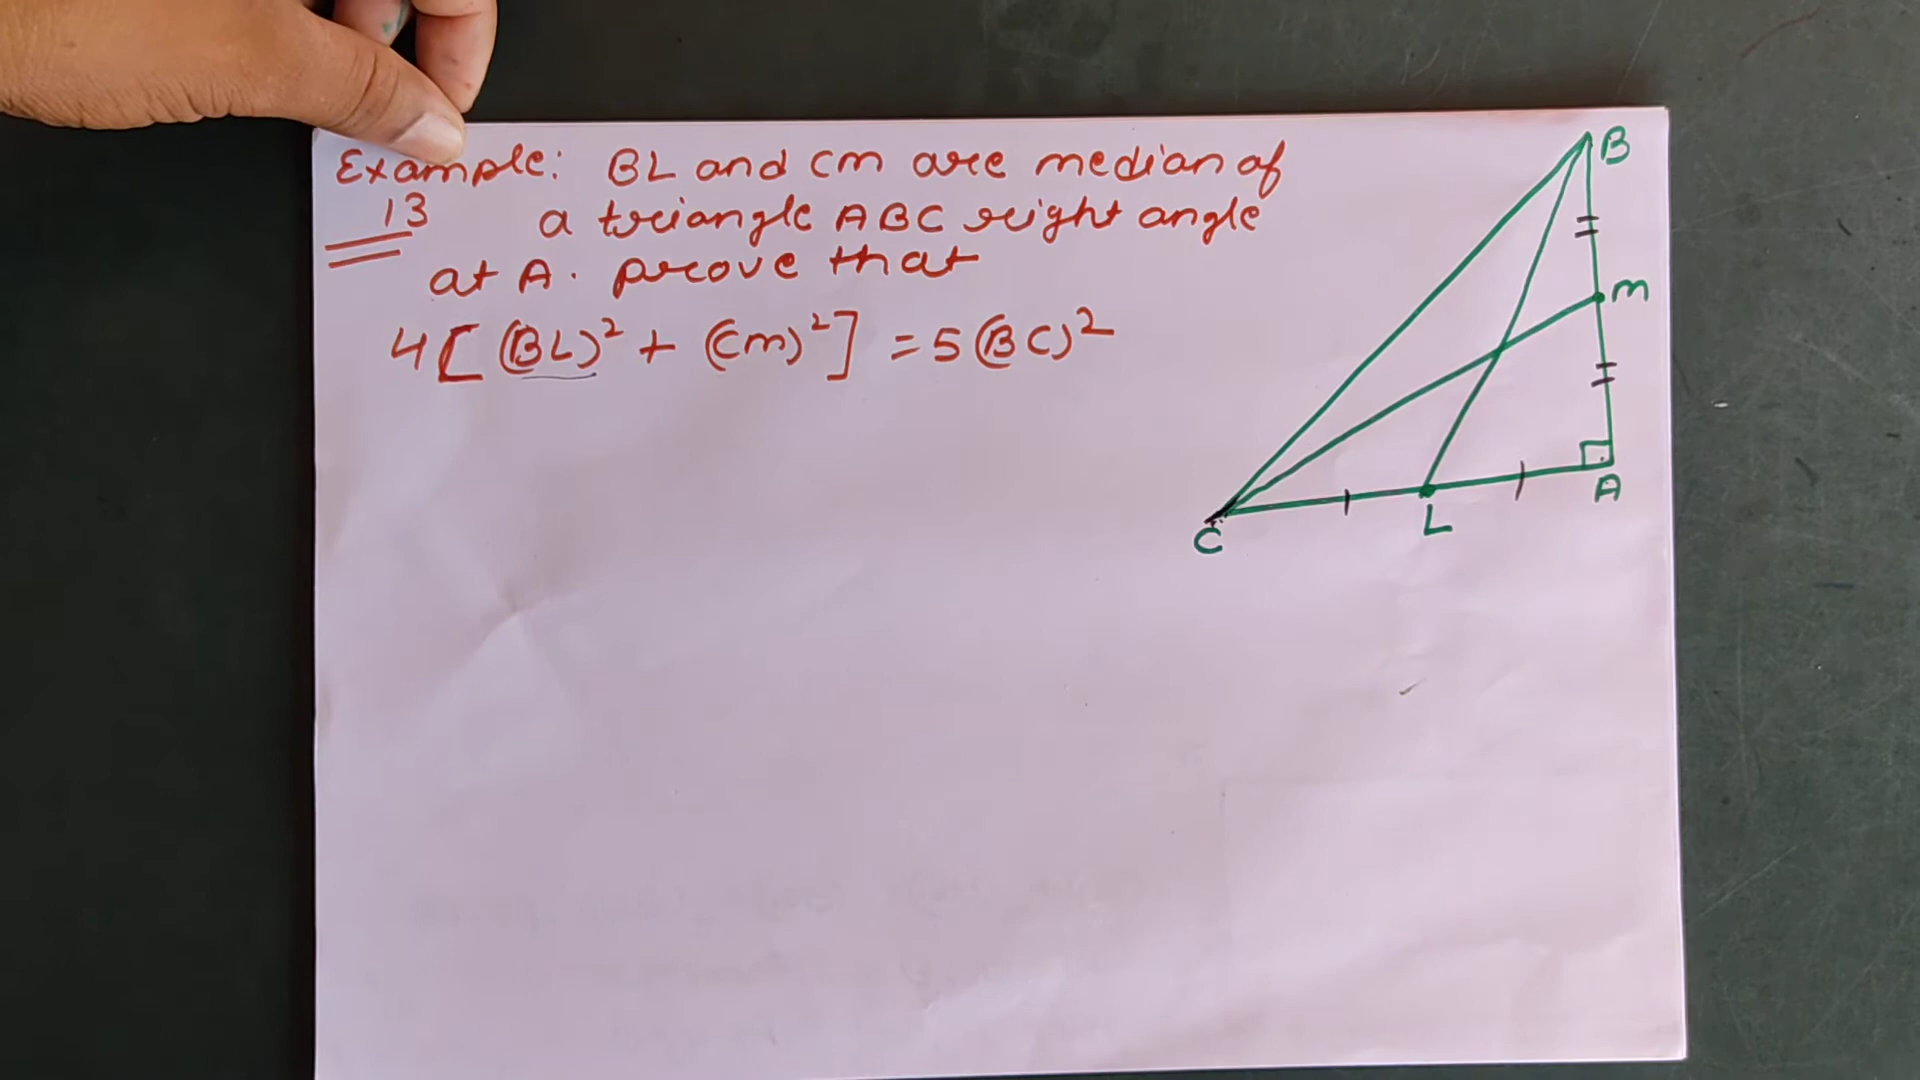 Example: BL and CM are median of
13 a triangle ABC right angle
at A. prove that
4[(BL)² + (CM)²] = 5(BC)²
B
M
A
L
C